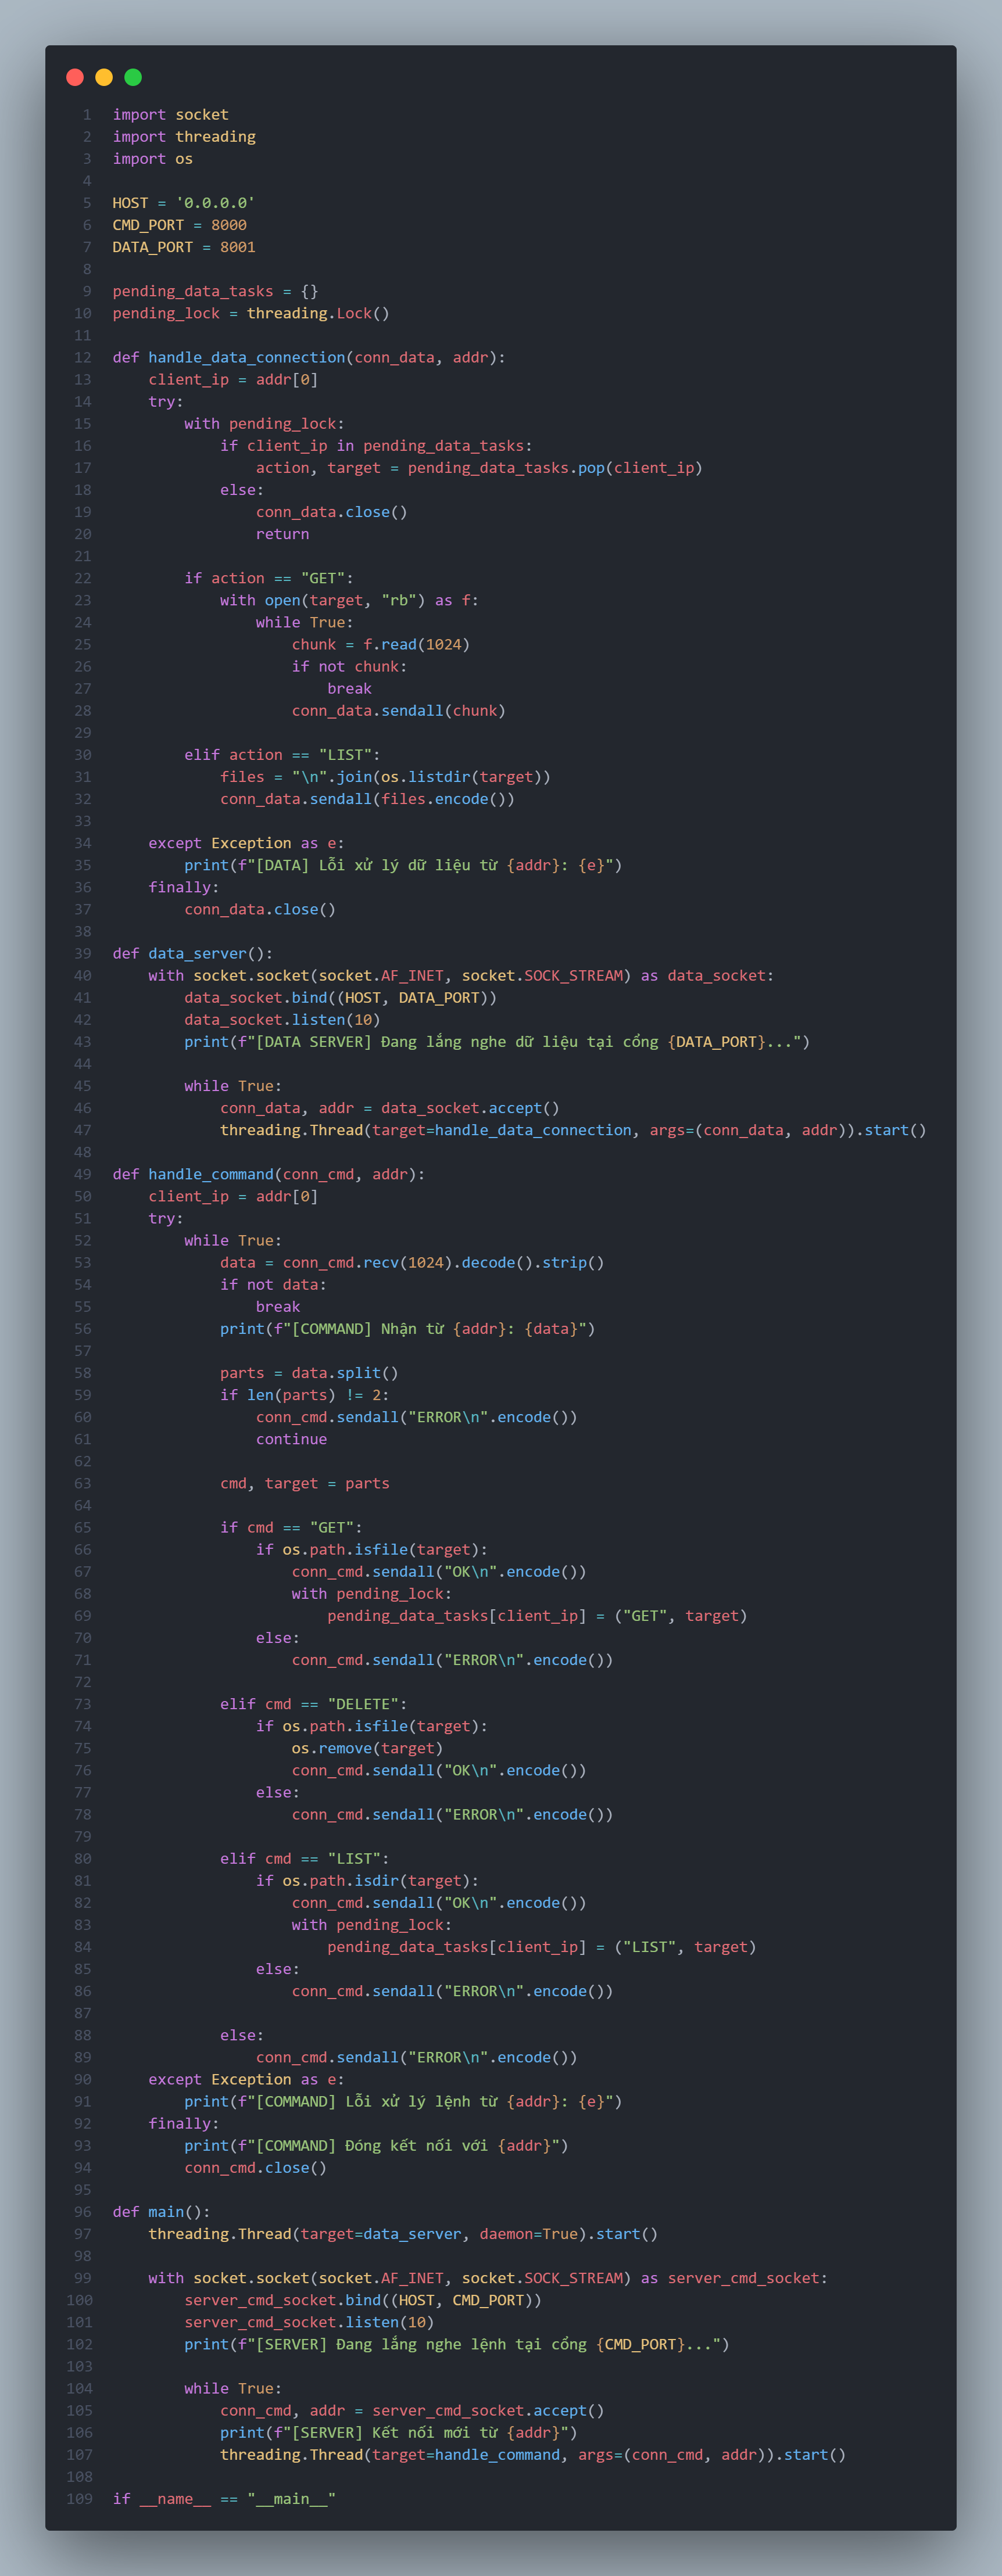 1 import socket
2 import threading
3 import os
4
5 HOST = '0.0.0.0'
6 CMD_PORT = 8000
7 DATA_PORT = 8001
8
9 pending_data_tasks = {}
10 pending_lock = threading.Lock()
11
12 def handle_data_connection(conn_data, addr):
13     client_ip = addr[0]
14     try:
15         with pending_lock:
16             if client_ip in pending_data_tasks:
17                 action, target = pending_data_tasks.pop(client_ip)
18             else:
19                 conn_data.close()
20                 return
21
22         if action == "GET":
23             with open(target, "rb") as f:
24                 while True:
25                     chunk = f.read(1024)
26                     if not chunk:
27                         break
28                     conn_data.sendall(chunk)
29
30         elif action == "LIST":
31             files = "\n".join(os.listdir(target))
32             conn_data.sendall(files.encode())
33
34     except Exception as e:
35         print(f"[DATA] Lỗi xử lý dữ liệu từ {addr}: {e}")
36     finally:
37         conn_data.close()
38
39 def data_server():
40     with socket.socket(socket.AF_INET, socket.SOCK_STREAM) as data_socket:
41         data_socket.bind((HOST, DATA_PORT))
42         data_socket.listen(10)
43         print(f"[DATA SERVER] Đang lắng nghe dữ liệu tại cổng {DATA_PORT}...")
44
45         while True:
46             conn_data, addr = data_socket.accept()
47             threading.Thread(target=handle_data_connection, args=(conn_data, addr)).start()
48
49 def handle_command(conn_cmd, addr):
50     client_ip = addr[0]
51     try:
52         while True:
53             data = conn_cmd.recv(1024).decode().strip()
54             if not data:
55                 break
56             print(f"[COMMAND] Nhận từ {addr}: {data}")
57
58             parts = data.split()
59             if len(parts) != 2:
60                 conn_cmd.sendall("ERROR\n".encode())
61                 continue
62
63             cmd, target = parts
64
65             if cmd == "GET":
66                 if os.path.isfile(target):
67                     conn_cmd.sendall("OK\n".encode())
68                     with pending_lock:
69                         pending_data_tasks[client_ip] = ("GET", target)
70                 else:
71                     conn_cmd.sendall("ERROR\n".encode())
72
73             elif cmd == "DELETE":
74                 if os.path.isfile(target):
75                     os.remove(target)
76                     conn_cmd.sendall("OK\n".encode())
77                 else:
78                     conn_cmd.sendall("ERROR\n".encode())
79
80             elif cmd == "LIST":
81                 if os.path.isdir(target):
82                     conn_cmd.sendall("OK\n".encode())
83                     with pending_lock:
84                         pending_data_tasks[client_ip] = ("LIST", target)
85                 else:
86                     conn_cmd.sendall("ERROR\n".encode())
87
88             else:
89                 conn_cmd.sendall("ERROR\n".encode())
90     except Exception as e:
91         print(f"[COMMAND] Lỗi xử lý lệnh từ {addr}: {e}")
92     finally:
93         print(f"[COMMAND] Đóng kết nối với {addr}")
94         conn_cmd.close()
95
96 def main():
97     threading.Thread(target=data_server, daemon=True).start()
98
99     with socket.socket(socket.AF_INET, socket.SOCK_STREAM) as server_cmd_socket:
100         server_cmd_socket.bind((HOST, CMD_PORT))
101         server_cmd_socket.listen(10)
102         print(f"[SERVER] Đang lắng nghe lệnh tại cổng {CMD_PORT}...")
103
104         while True:
105             conn_cmd, addr = server_cmd_socket.accept()
106             print(f"[SERVER] Kết nối mới từ {addr}")
107             threading.Thread(target=handle_command, args=(conn_cmd, addr)).start()
108
109 if __name__ == "__main__"